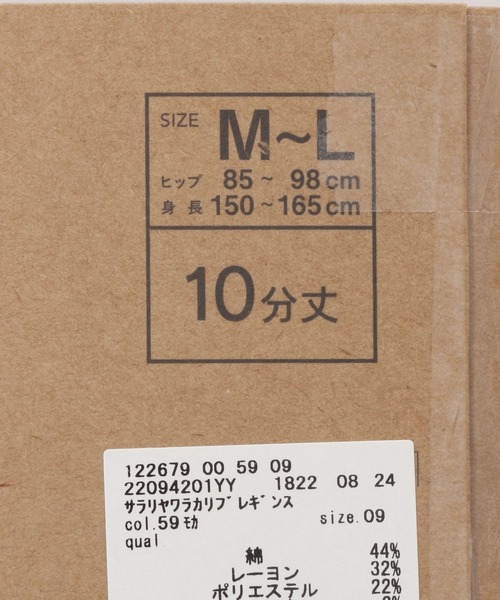 SIZE M~L
ヒップ 85~ 98cm
身長 150~165cm
10分丈
122679 00 59 09
22094201YY 1822 08 24
サラリヤワラカリブレギンス
col.59モカ size.09
qual
綿 44%
レーヨン 32%
ポリエステル 22%